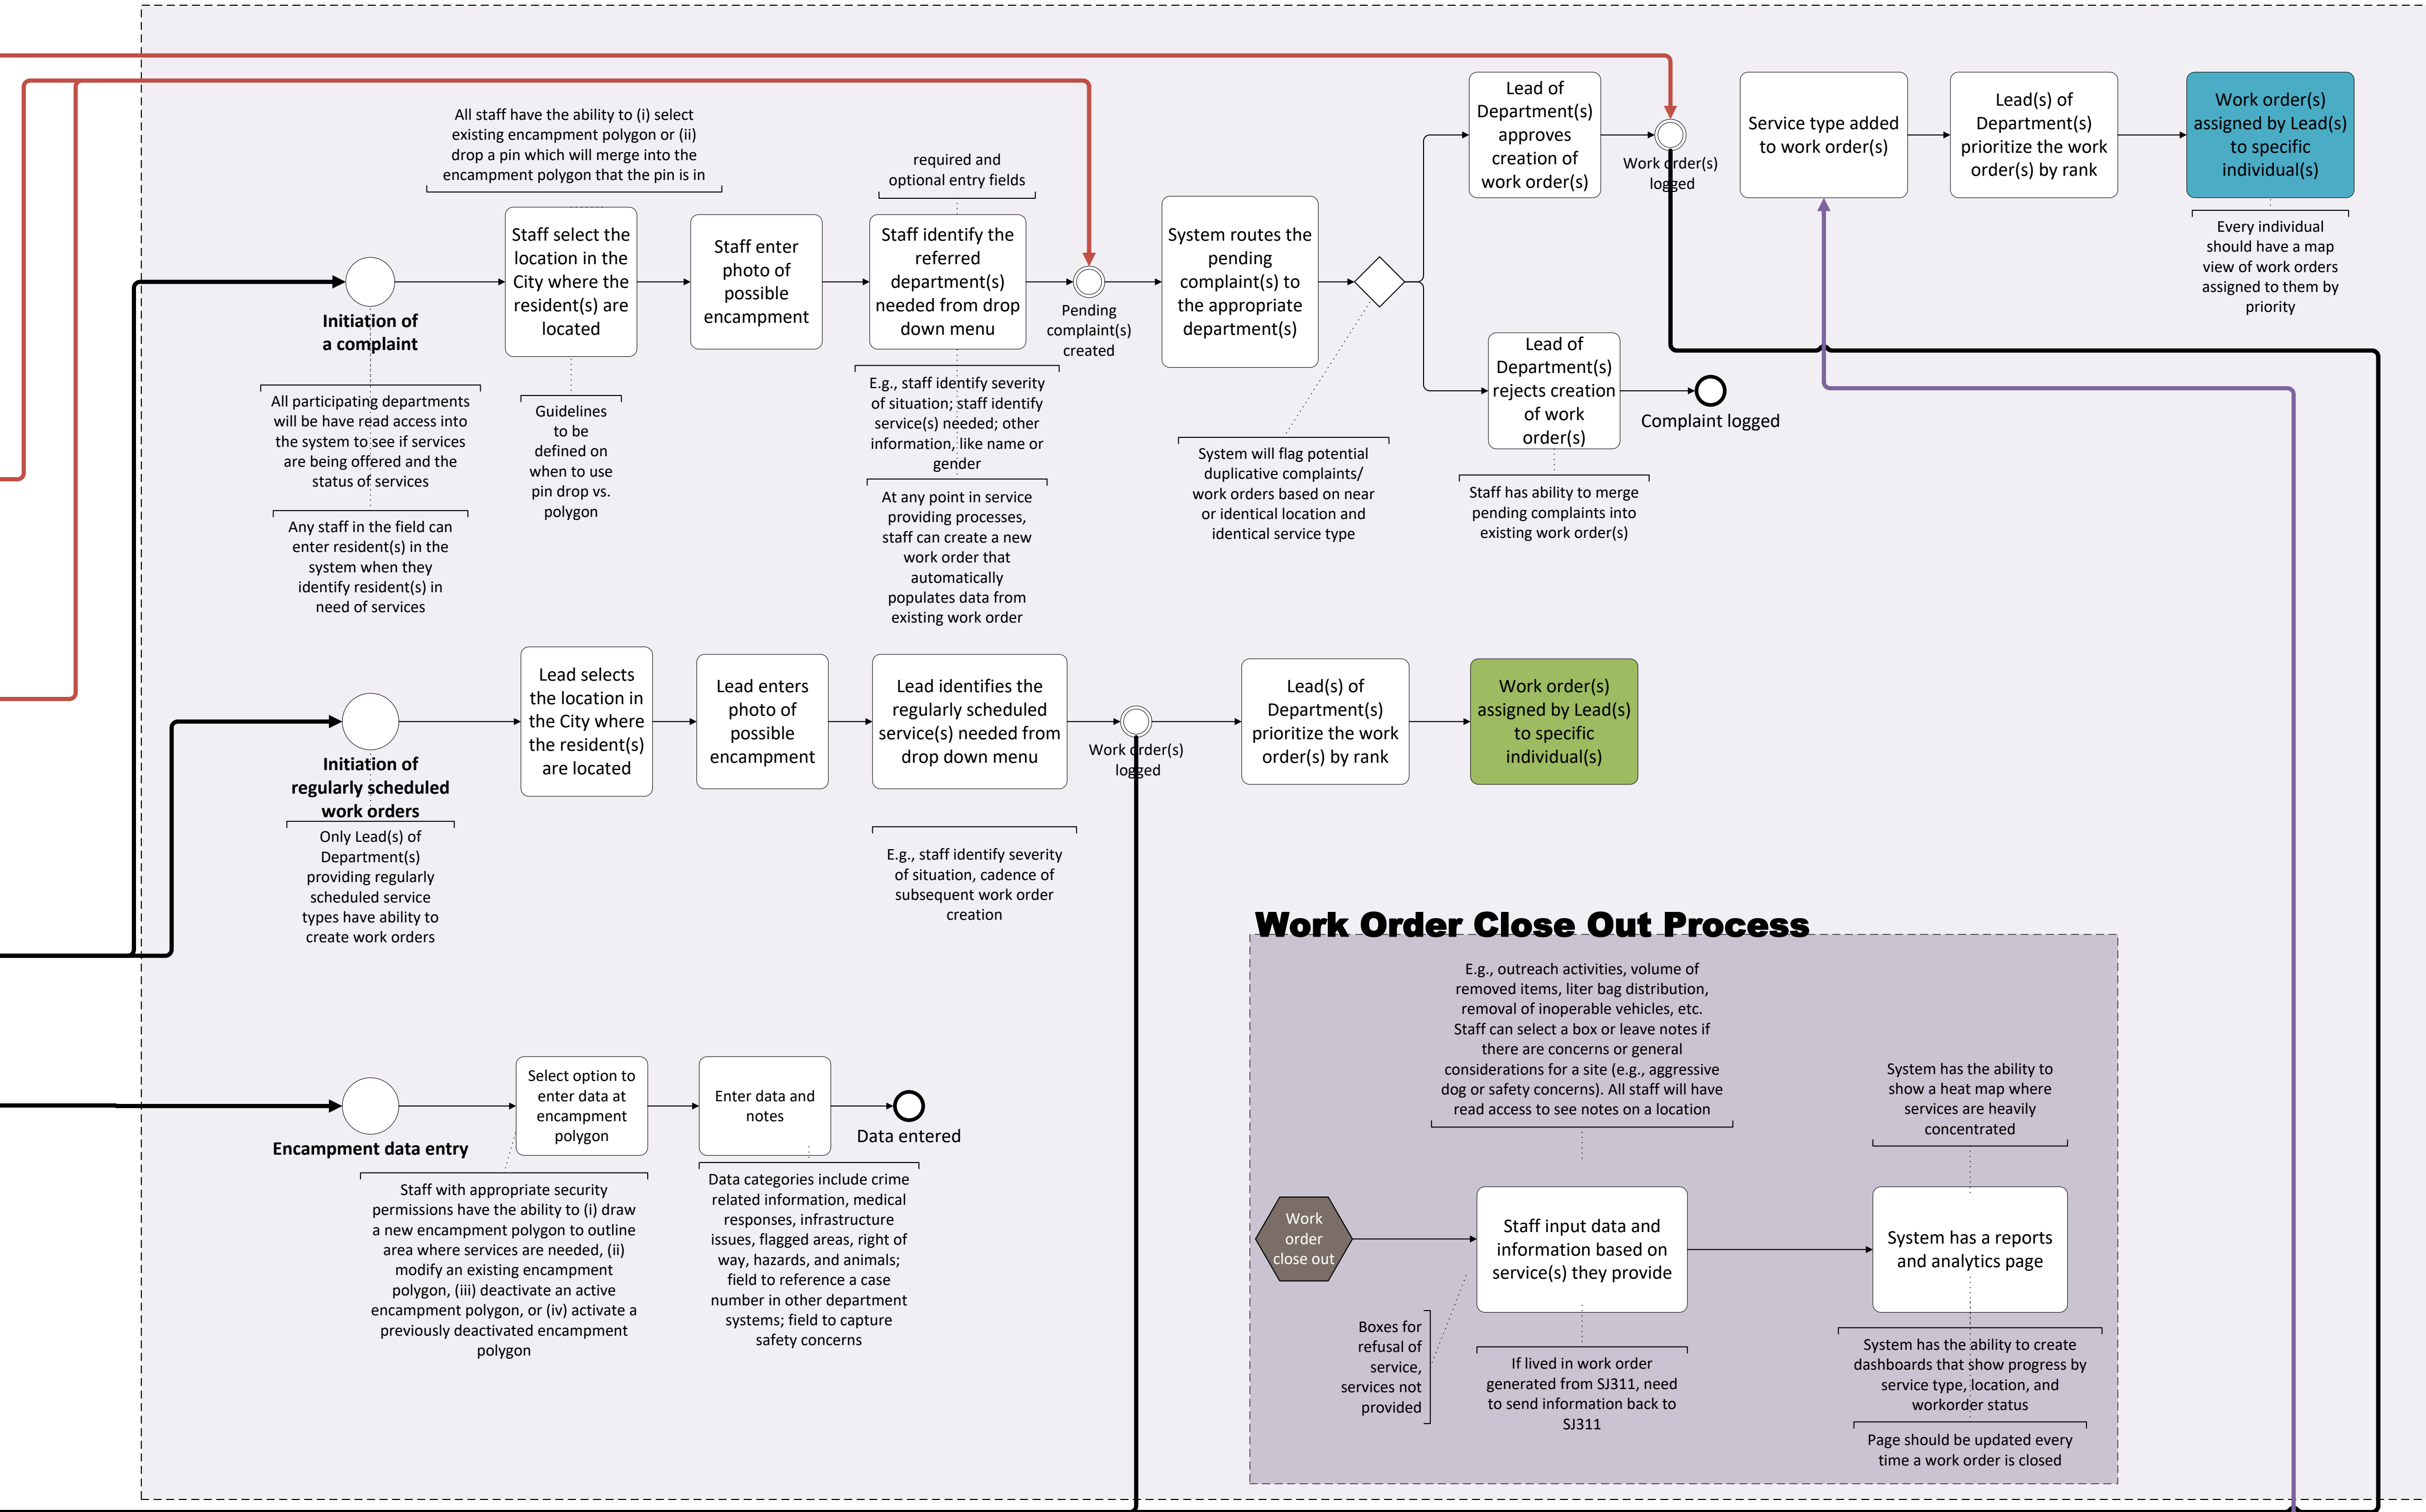 All staff have the ability to (i) select
existing encampment polygon or (ii)
drop a pin which will merge into the
encampment polygon that the pin is in
required and
optional entry fields
Initiation of
a complaint
Staff select the
location in the
City where the
resident(s) are
located
Staff enter
photo of
possible
encampment
Staff identify the
referred
department(s)
needed from drop
down menu
Pending
complaint(s)
created
System routes the
pending
complaint(s) to
the appropriate
department(s)
Lead of
Department(s)
approves
creation of
work order(s)
Work order(s)
logged
Service type added
to work order(s)
Lead(s) of
Department(s)
prioritize the work
order(s) by rank
Work order(s)
assigned by Lead(s)
to specific
individual(s)
Every individual
should have a map
view of work orders
assigned to them by
priority
Lead of
Department(s)
rejects creation
of work
order(s)
Complaint logged
All participating departments
will be have read access into
the system to see if services
are being offered and the
status of services
Any staff in the field can
enter resident(s) in the
system when they
identify resident(s) in
need of services
Guidelines
to be
defined on
when to use
pin drop vs.
polygon
E.g., staff identify severity
of situation; staff identify
service(s) needed; other
information, like name or
gender
At any point in service
providing processes,
staff can create a new
work order that
automatically
populates data from
existing work order
System will flag potential
duplicative complaints/
work orders based on near
or identical location and
identical service type
Staff has ability to merge
pending complaints into
existing work order(s)
Initiation of
regularly scheduled
work orders
Only Lead(s) of
Department(s)
providing regularly
scheduled service
types have ability to
create work orders
Lead selects
the location in
the City where
the resident(s)
are located
Lead enters
photo of
possible
encampment
Lead identifies the
regularly scheduled
service(s) needed from
drop down menu
E.g., staff identify severity
of situation, cadence of
subsequent work order
creation
Work order(s)
logged
Lead(s) of
Department(s)
prioritize the work
order(s) by rank
Work order(s)
assigned by Lead(s)
to specific
individual(s)
Encampment data entry
Select option to
enter data at
encampment
polygon
Enter data and
notes
Data entered
Staff with appropriate security
permissions have the ability to (i) draw
a new encampment polygon to outline
area where services are needed, (ii)
modify an existing encampment
polygon, (iii) deactivate an active
encampment polygon, or (iv) activate a
previously deactivated encampment
polygon
Data categories include crime
related information, medical
responses, infrastructure
issues, flagged areas, right of
way, hazards, and animals;
field to reference a case
number in other department
systems; field to capture
safety concerns
Work Order Close Out Process
E.g., outreach activities, volume of
removed items, liter bag distribution,
removal of inoperable vehicles, etc.
Staff can select a box or leave notes if
there are concerns or general
considerations for a site (e.g., aggressive
dog or safety concerns). All staff will have
read access to see notes on a location
System has the ability to
show a heat map where
services are heavily
concentrated
Work
order
close out
Staff input data and
information based on
service(s) they provide
System has a reports
and analytics page
Boxes for
refusal of
service,
services not
provided
If lived in work order
generated from SJ311, need
to send information back to
SJ311
System has the ability to create
dashboards that show progress by
service type, location, and
workorder status
Page should be updated every
time a work order is closed